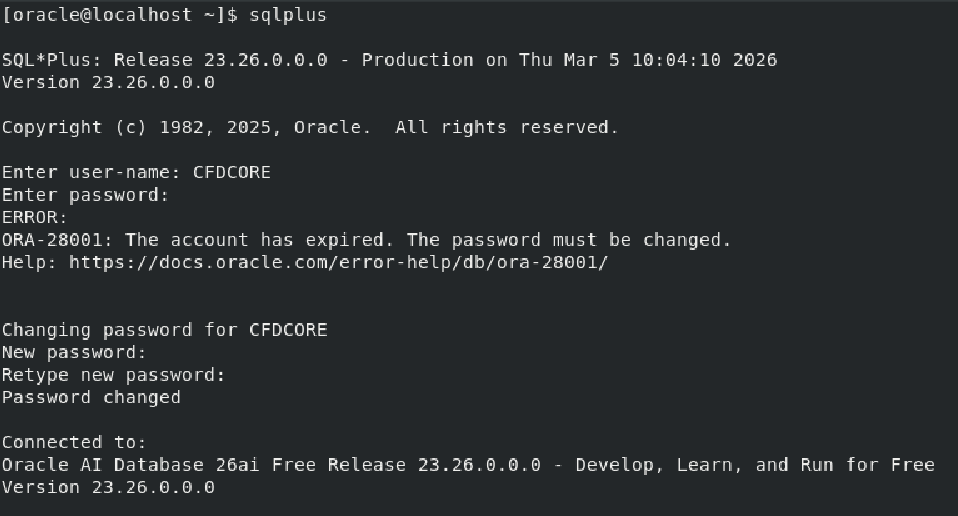 [oracle@localhost ~]$ sqlplus
SQL*Plus: Release 23.26.0.0.0 - Production on Thu Mar 5 10:04:10 2026
Version 23.26.0.0.0
Copyright (c) 1982, 2025, Oracle.  All rights reserved.
Enter user-name: CFDCORE
Enter password:
ERROR:
ORA-28001: The account has expired. The password must be changed.
Help: https://docs.oracle.com/error-help/db/ora-28001/
Changing password for CFDCORE
New password:
Retype new password:
Password changed
Connected to:
Oracle AI Database 26ai Free Release 23.26.0.0.0 - Develop, Learn, and Run for Free
Version 23.26.0.0.0